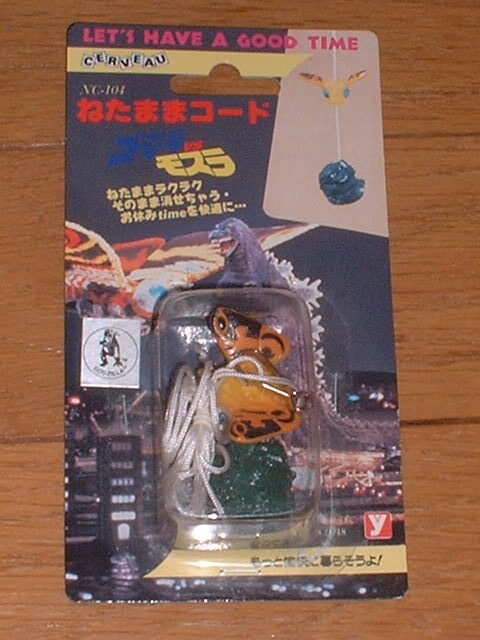 LET'S HAVE A GOOD TIME
CERVEAU
NC-104
ねたままコード
ゴジラvsモスラ
ねたままラクラク
そのまま消せちゃう・
お休みtimeを快適に…
GODZILLA
y
もっと愉快に暮らそうよ!